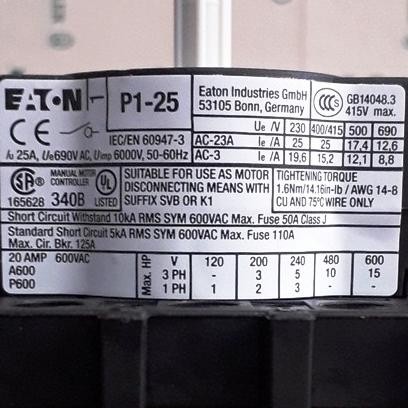 EATON P1-25 Eaton Industries GmbH
53105 Bonn, Germany CCC GB14048.3
415V max.
CE IEC/EN 60947-3
Iu 25A, Ue690V AC, Uimp 6000V, 50-60Hz
Ue /V 230 400/415 500 690
AC-23A Ie /A 25 25 17,4 12,6
AC-3 Ie /A 19,6 15,2 12,1 8.8
SA MANUAL MOTOR CONTROLLER UL
165628 340B LISTED
SUITABLE FOR USE AS MOTOR
DISCONNECTING MEANS WITH
SUFFIX SVB OR K1
TIGHTENING TORQUE
1.6Nm/14.16in-lb / AWG 14-8
CU AND 75°C WIRE ONLY
Short Circuit Withstand 10kA RMS SYM 600VAC Max. Fuse 50A Class J
Standard Short Circuit 5kA RMS SYM 600VAC Max. Fuse 110A
Max. Cir. Bkr. 125A
20 AMP 600VAC
A600
P600
Max. HP
V 120 200 240 480 600
3 PH - 3 5 10 15
1 PH 1 2 3 -